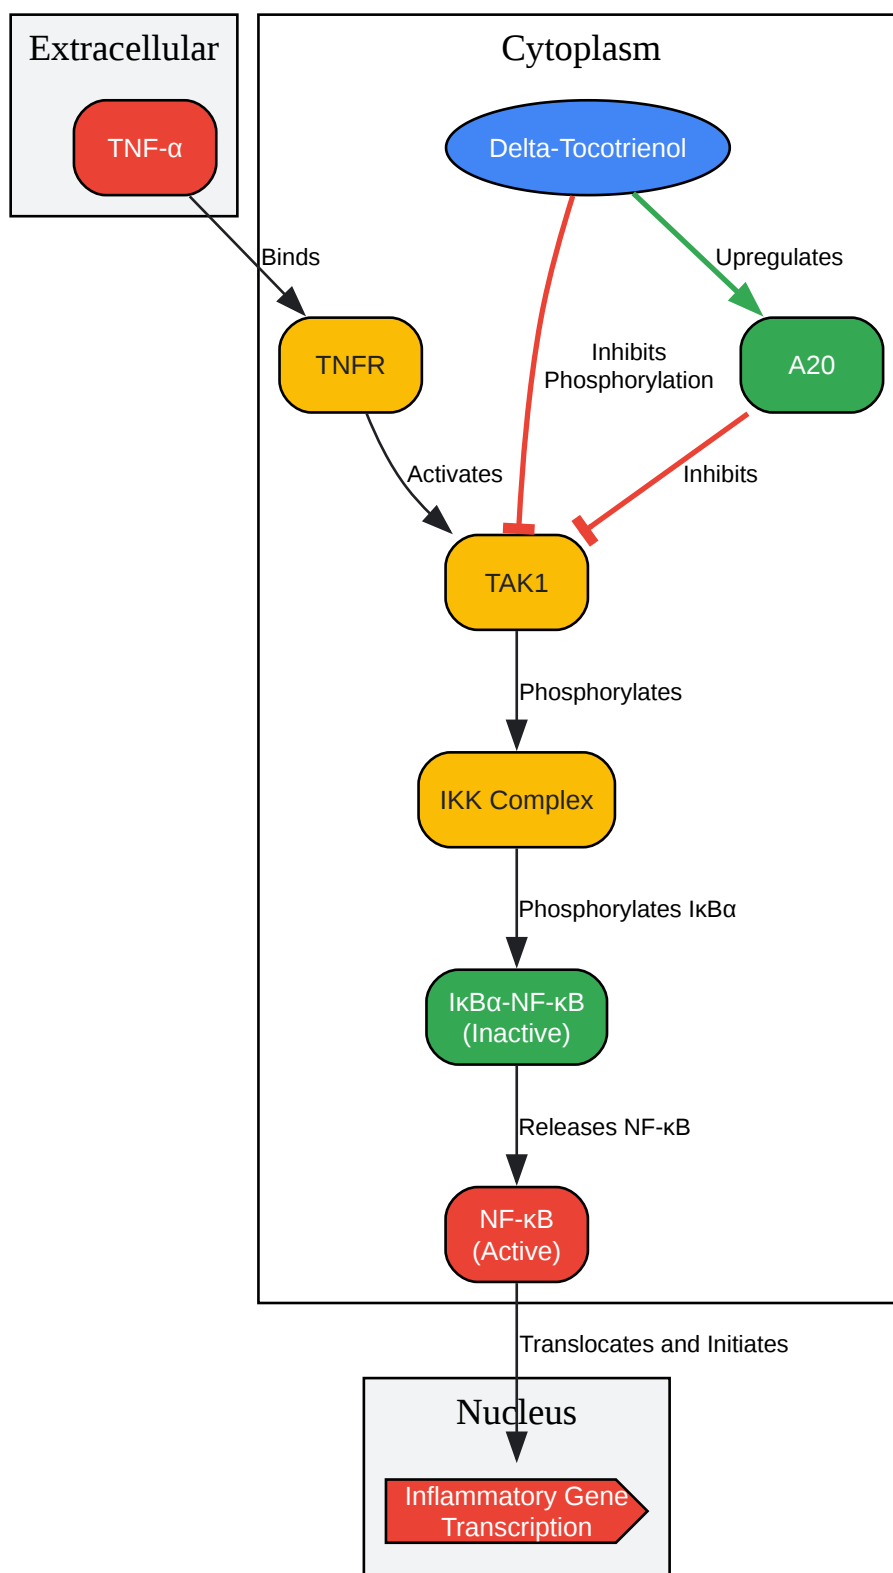 Extracellular
Cytoplasm
TNF-α
Delta-Tocotrienol
Binds
Upregulates
TNFR
Inhibits
Phosphorylation
A20
Activates
Inhibits
TAK1
Phosphorylates
IKK Complex
Phosphorylates IκBα
IκBα-NF-κB
(Inactive)
Releases NF-κB
NF-κB
(Active)
Translocates and Initiates
Nucleus
Inflammatory Gene
Transcription